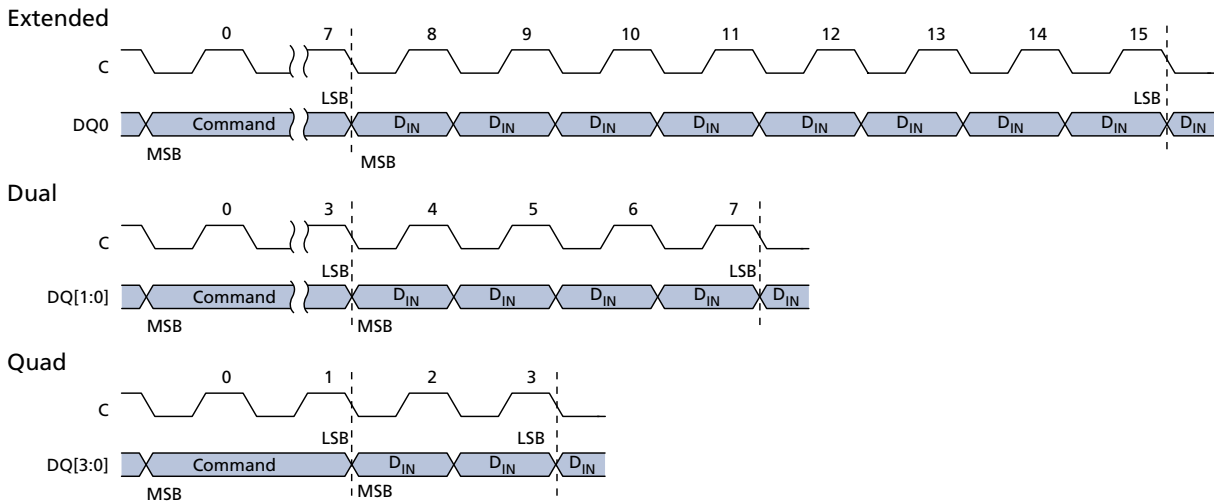 Extended
0 7 8 9 10 11 12 13 14 15
C
LSB LSB
DQ0 Command DIN DIN DIN DIN DIN DIN DIN DIN DIN
MSB MSB
Dual
0 3 4 5 6 7
C
LSB LSB
DQ[1:0] Command DIN DIN DIN DIN DIN
MSB MSB
Quad
0 1 2 3
C
LSB LSB
DQ[3:0] Command DIN DIN DIN
MSB MSB